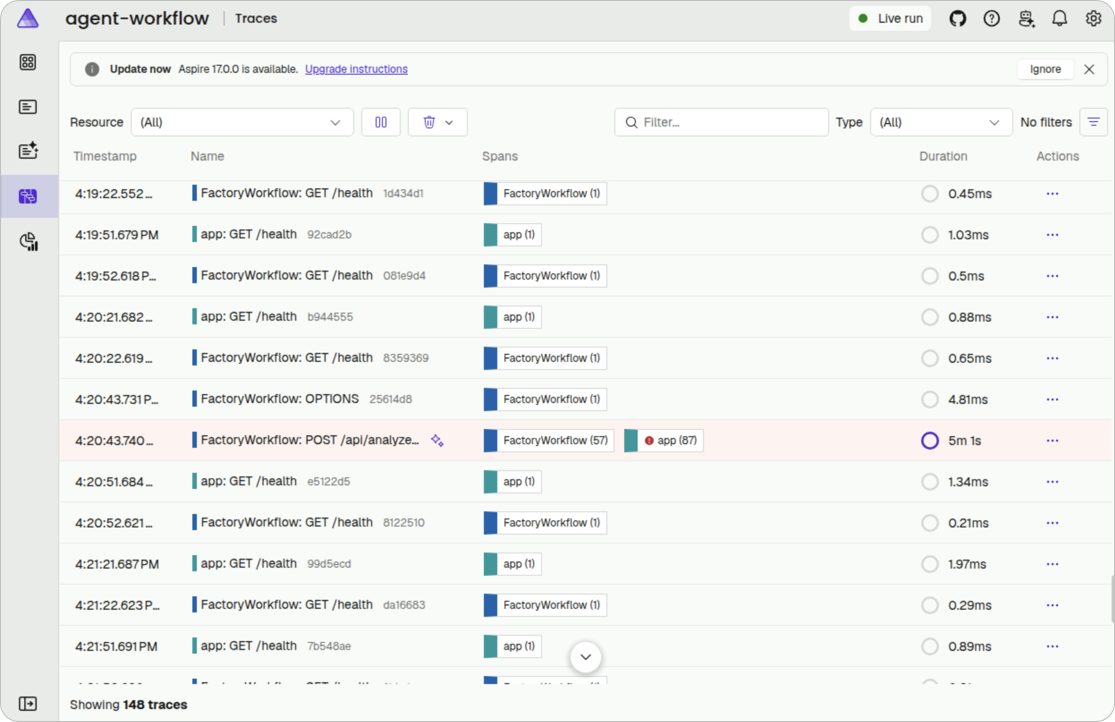 agent-workflow Traces Live run
Update now Aspire 17.0.0 is available. Upgrade instructions Ignore
Resource (All) Filter... Type (All) No filters
Timestamp Name Spans Duration Actions
4:19:22.552... FactoryWorkflow: GET /health 1d434d1 FactoryWorkflow (1) 0.45ms ...
4:19:51.679 PM app: GET /health 92cad2b app (1) 1.03ms ...
4:19:52.618 P... FactoryWorkflow: GET /health 081e9d4 FactoryWorkflow (1) 0.5ms ...
4:20:21.682... app: GET /health b944555 app (1) 0.88ms ...
4:20:22.619... FactoryWorkflow: GET /health 8359369 FactoryWorkflow (1) 0.65ms ...
4:20:43.731 P... FactoryWorkflow: OPTIONS 25614d8 FactoryWorkflow (1) 4.81ms ...
4:20:43.740... FactoryWorkflow: POST /api/analyze... FactoryWorkflow (57) app (87) 5m 1s ...
4:20:51.684... app: GET /health e5122d5 app (1) 1.34ms ...
4:20:52.621... FactoryWorkflow: GET /health 8122510 FactoryWorkflow (1) 0.21ms ...
4:21:21.687 PM app: GET /health 99d5ecd app (1) 1.97ms ...
4:21:22.623 P... FactoryWorkflow: GET /health da16683 FactoryWorkflow (1) 0.29ms ...
4:21:51.691 PM app: GET /health 7b548ae app (1) 0.89ms ...
Showing 148 traces